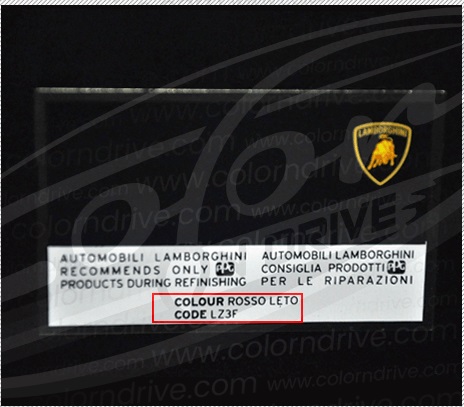 LAMBORGHINI
AUTOMOBILI LAMBORGHINI
RECOMMENDS ONLY PPG
PRODUCTS DURING REFINISHING
AUTOMOBILI LAMBORGHINI
CONSIGLIA PRODOTTI PPG
PER LE RIPARAZIONI
COLOUR ROSSO LETO
CODE LZ3F
www.colorndrive.com